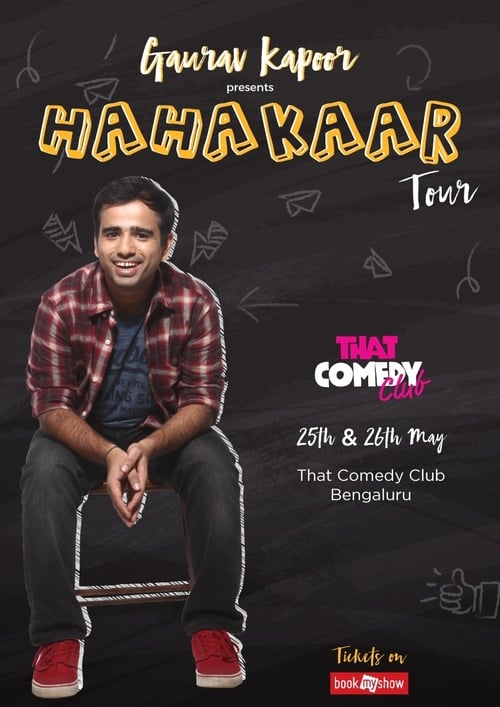 Gaurav Kapoor
presents
HAHAKAAR
Tour
THAT
COMEDY
Club
25th & 26th May
That Comedy Club
Bengaluru
Tickets on
book my show